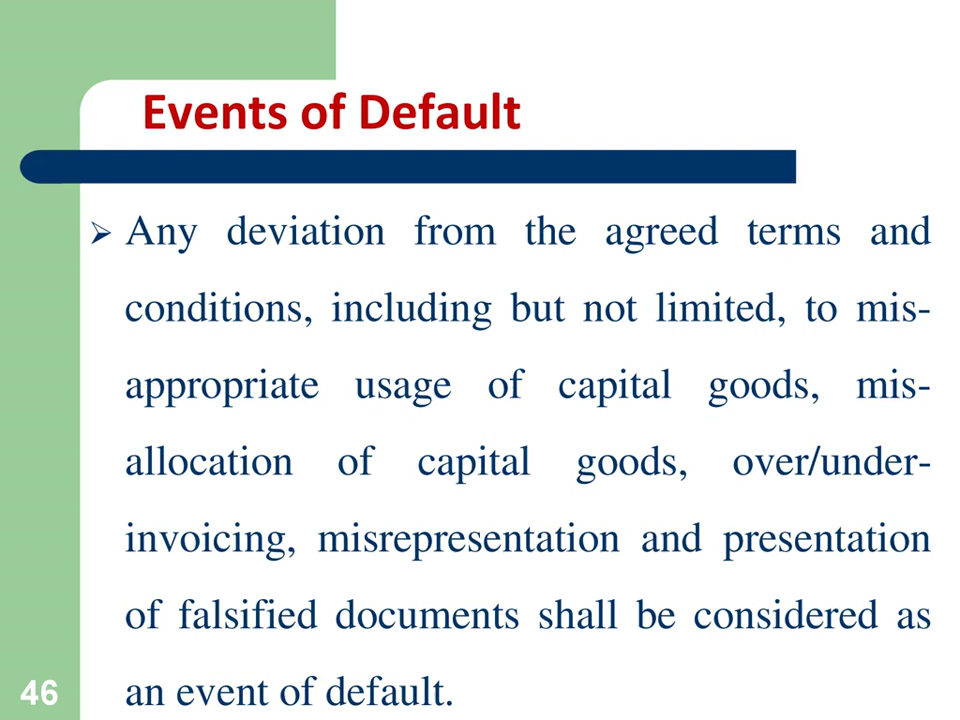 Events of Default
➢ Any deviation from the agreed terms and
conditions, including but not limited, to mis-
appropriate usage of capital goods, mis-
allocation of capital goods, over/under-
invoicing, misrepresentation and presentation
of falsified documents shall be considered as
an event of default.
46